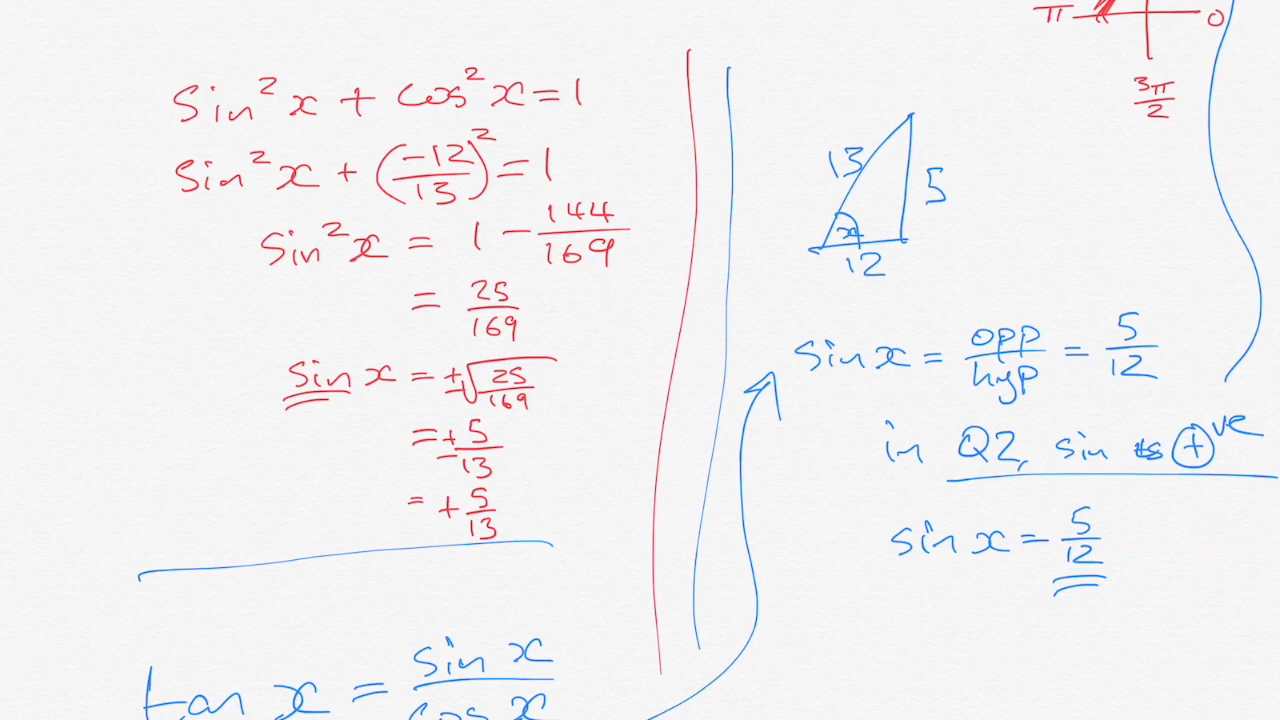 π 0
3π/2
Sin²x + cos²x = 1
Sin²x + (-12/13)² = 1
Sin²x = 1 - 144/169
= 25/169
Sin x = ±√25/169
= ±5/13
= +5/13
tan x = sin x/cos x
13 5
x
12
sin x = opp/hyp = 5/12
in Q2, sin is +ve
sin x = 5/12